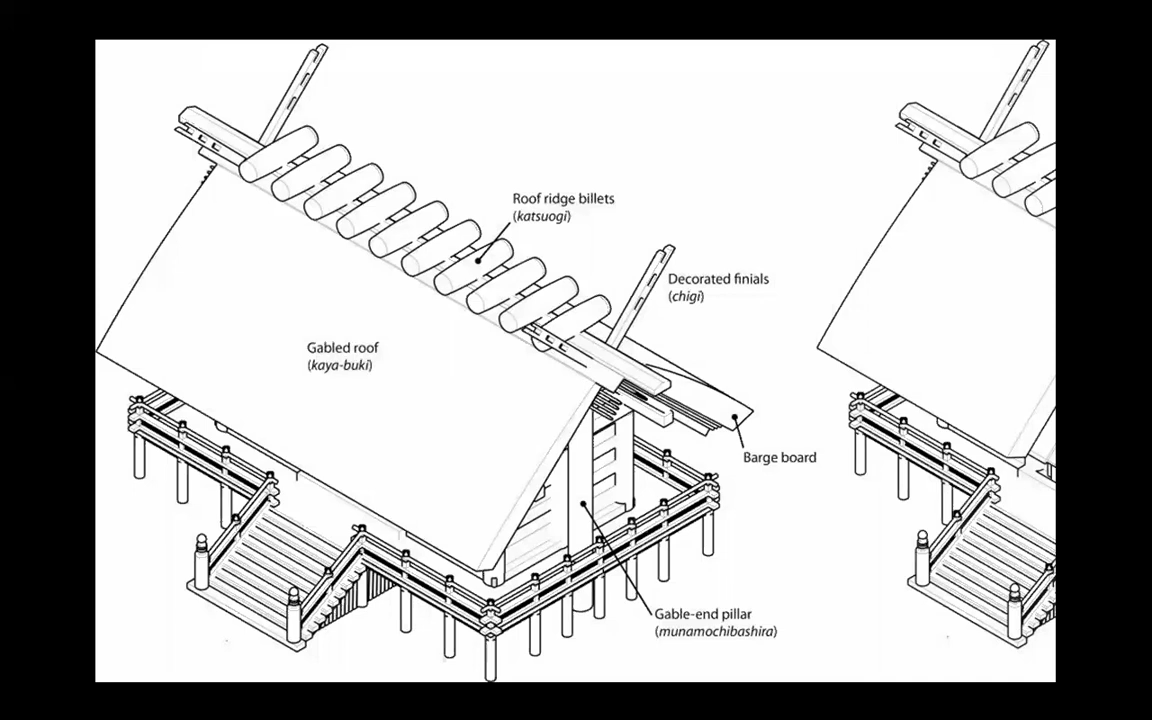 Roof ridge billets
(katsuogi)
Decorated finials
(chigi)
Gabled roof
(kaya-buki)
Barge board
Gable-end pillar
(munamochibashira)